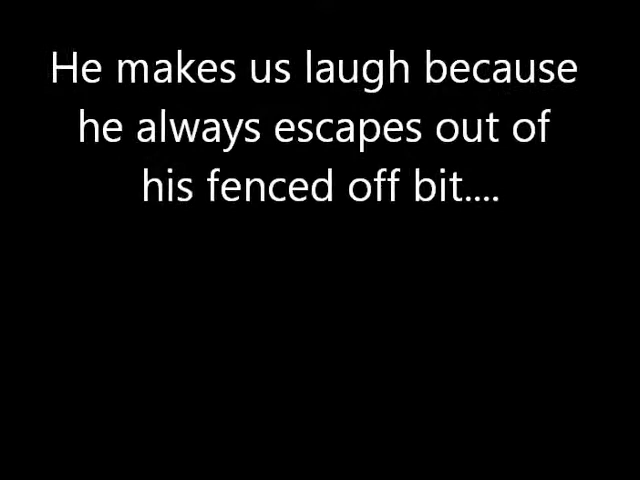 He makes us laugh because
he always escapes out of
his fenced off bit....